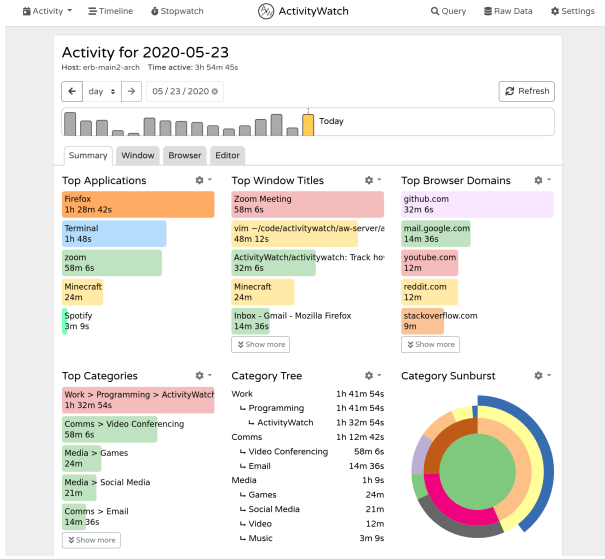 Activity
Timeline
Stopwatch
ActivityWatch
Query
Raw Data
Settings
Activity for 2020-05-23
Host: erb-main2-arch Time active: 3h 54m 45s
day
05 / 23 / 2020
Refresh
Today
Summary
Window
Browser
Editor
Top Applications
Firefox
1h 28m 42s
Terminal
1h 48s
zoom
58m 6s
Minecraft
24m
Spotify
3m 9s
Top Window Titles
Zoom Meeting
58m 6s
vim ~/code/activitywatch/aw-server/a
48m 12s
ActivityWatch/activitywatch: Track ho
32m 6s
Minecraft
24m
Inbox - Gmail - Mozilla Firefox
14m 36s
Show more
Top Browser Domains
github.com
32m 6s
mail.google.com
14m 36s
youtube.com
12m
reddit.com
12m
stackoverflow.com
9m
Show more
Top Categories
Work > Programming > ActivityWatch
1h 32m 54s
Comms > Video Conferencing
58m 6s
Media > Games
24m
Media > Social Media
21m
Comms > Email
14m 36s
Show more
Category Tree
Work 1h 41m 54s
Programming 1h 41m 54s
ActivityWatch 1h 32m 54s
Comms 1h 12m 42s
Video Conferencing 58m 6s
Email 14m 36s
Media 1h 9s
Games 24m
Social Media 21m
Video 12m
Music 3m 9s
Category Sunburst